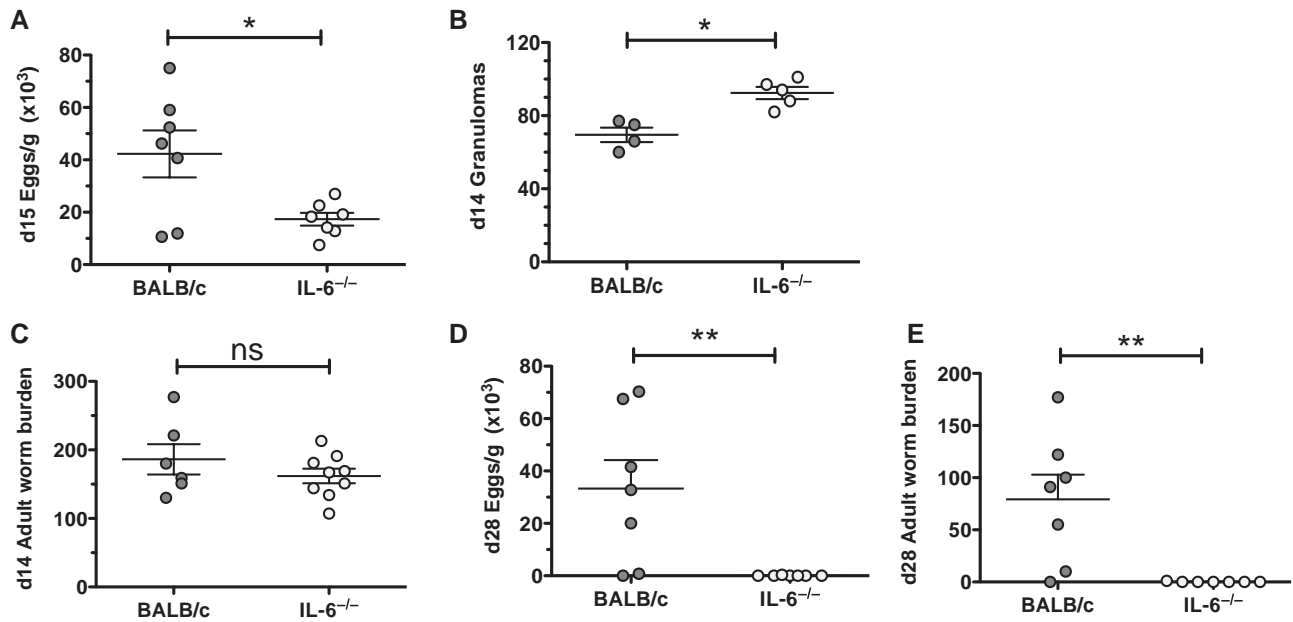 A
*
d15 Eggs/g (x10³)
80
60
40
20
0
BALB/c
IL-6⁻/⁻
B
*
d14 Granulomas
120
80
40
0
BALB/c
IL-6⁻/⁻
C
ns
d14 Adult worm burden
300
200
100
0
BALB/c
IL-6⁻/⁻
D
**
d28 Eggs/g (x10³)
80
60
40
20
0
BALB/c
IL-6⁻/⁻
E
**
d28 Adult worm burden
200
150
100
50
0
BALB/c
IL-6⁻/⁻